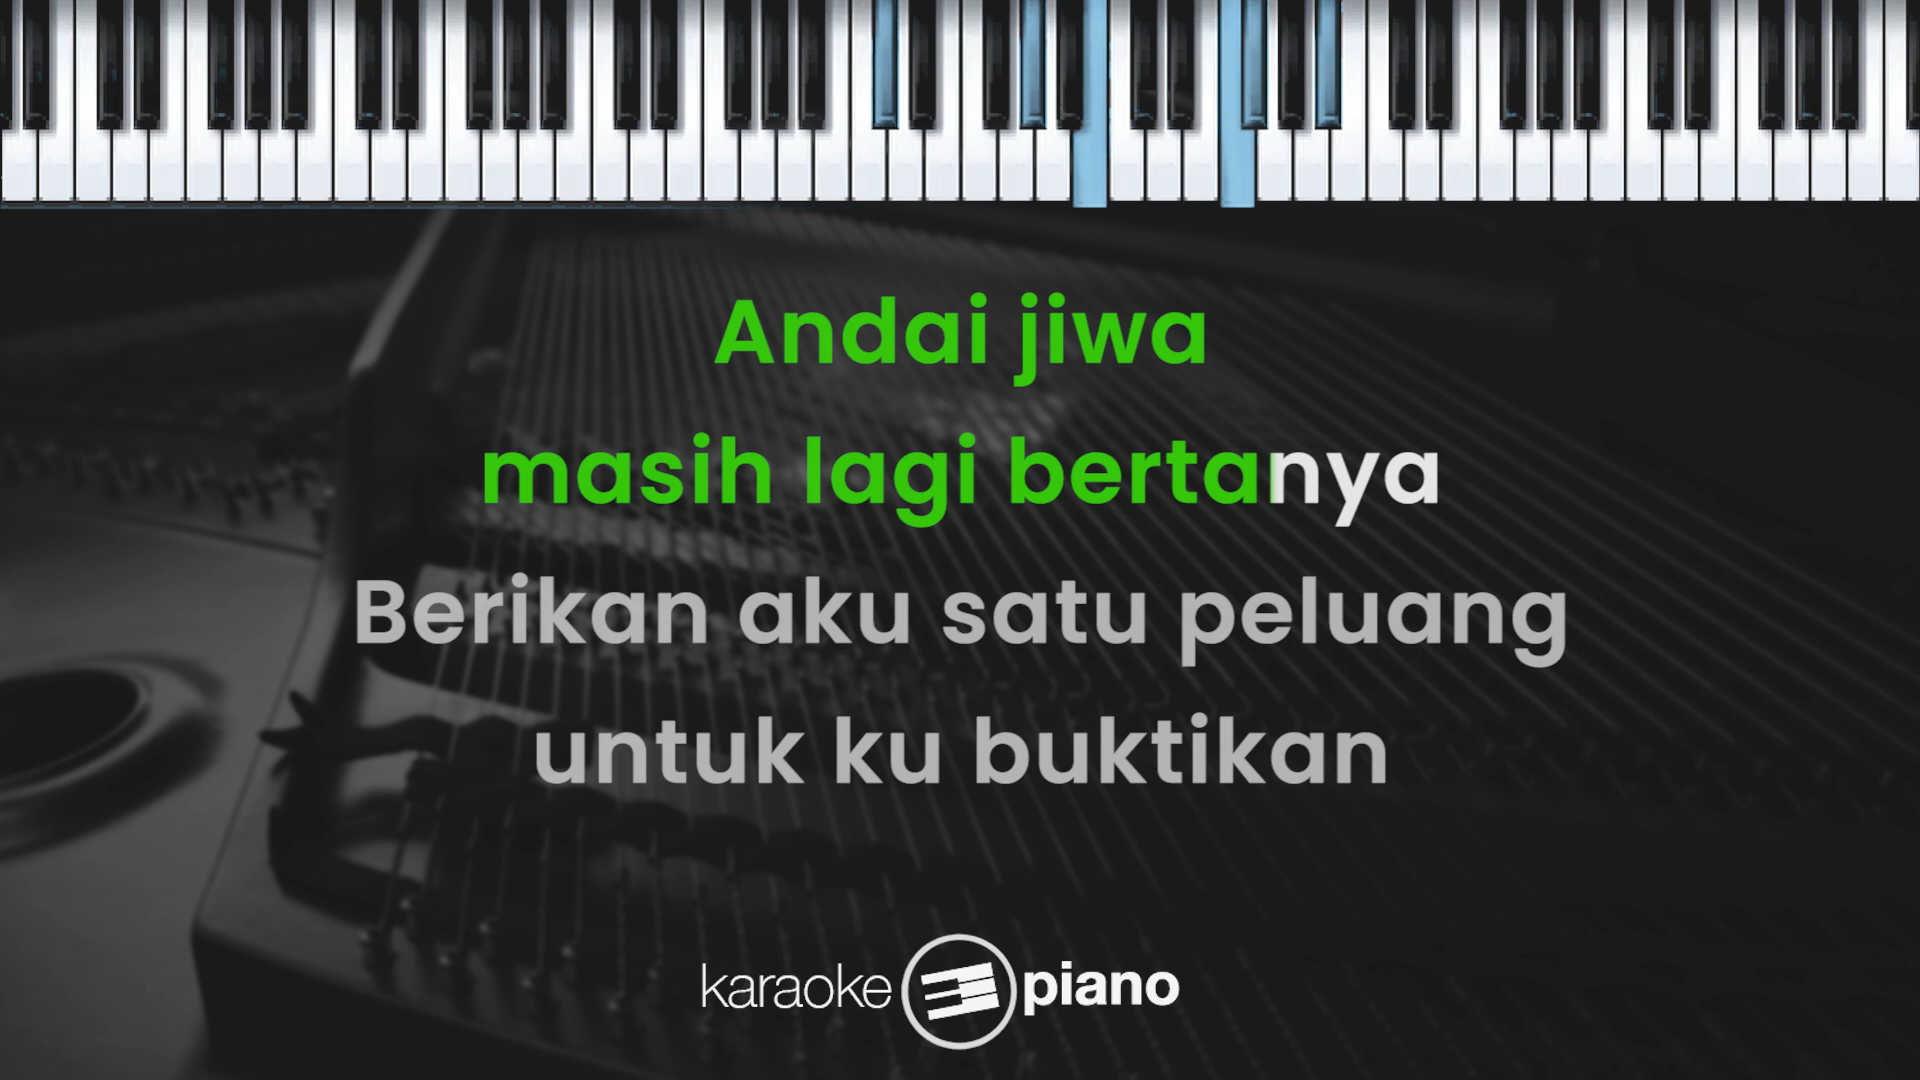 Andai jiwa
masih lagi bertanya
Berikan aku satu peluang
untuk ku buktikan
karaoke piano